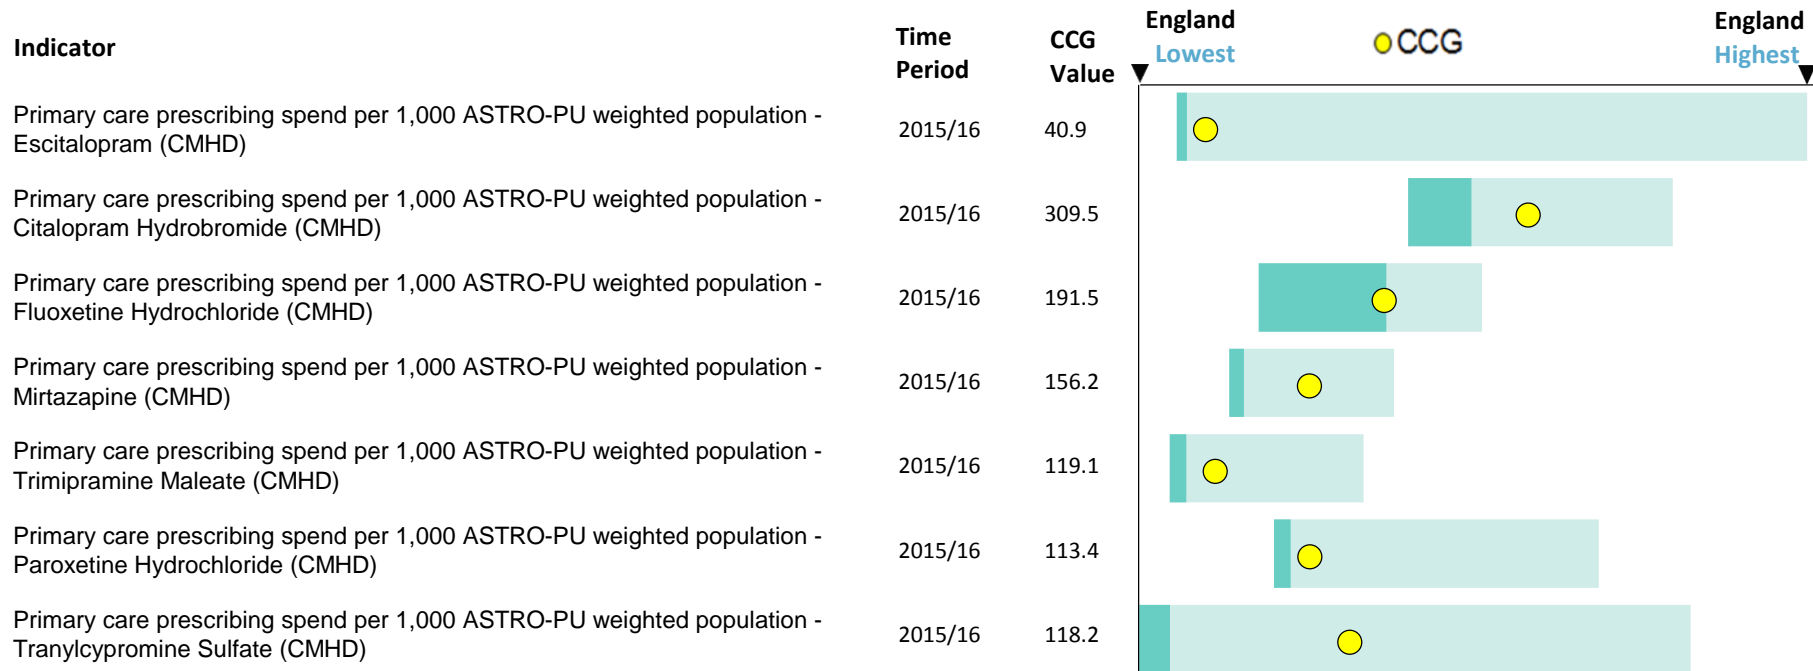 Indicator
Time Period
CCG Value
England Lowest
CCG
England Highest
Primary care prescribing spend per 1,000 ASTRO-PU weighted population -
Escitalopram (CMHD)
2015/16
40.9
Primary care prescribing spend per 1,000 ASTRO-PU weighted population -
Citalopram Hydrobromide (CMHD)
2015/16
309.5
Primary care prescribing spend per 1,000 ASTRO-PU weighted population -
Fluoxetine Hydrochloride (CMHD)
2015/16
191.5
Primary care prescribing spend per 1,000 ASTRO-PU weighted population -
Mirtazapine (CMHD)
2015/16
156.2
Primary care prescribing spend per 1,000 ASTRO-PU weighted population -
Trimipramine Maleate (CMHD)
2015/16
119.1
Primary care prescribing spend per 1,000 ASTRO-PU weighted population -
Paroxetine Hydrochloride (CMHD)
2015/16
113.4
Primary care prescribing spend per 1,000 ASTRO-PU weighted population -
Tranylcypromine Sulfate (CMHD)
2015/16
118.2